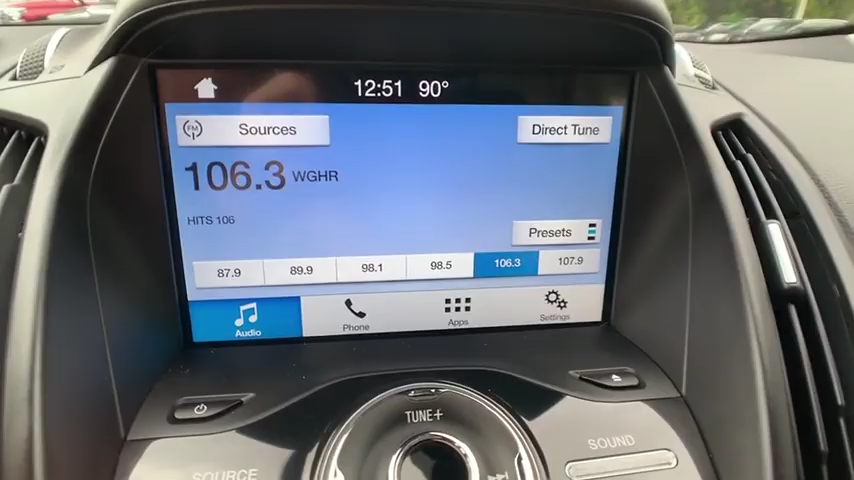 12:51 90°
FM Sources Direct Tune
106.3 WGHR
HITS 106
Presets
87.9 89.9 98.1 98.5 106.3 107.9
Audio Phone Apps Settings
TUNE+
SOURCE SOUND